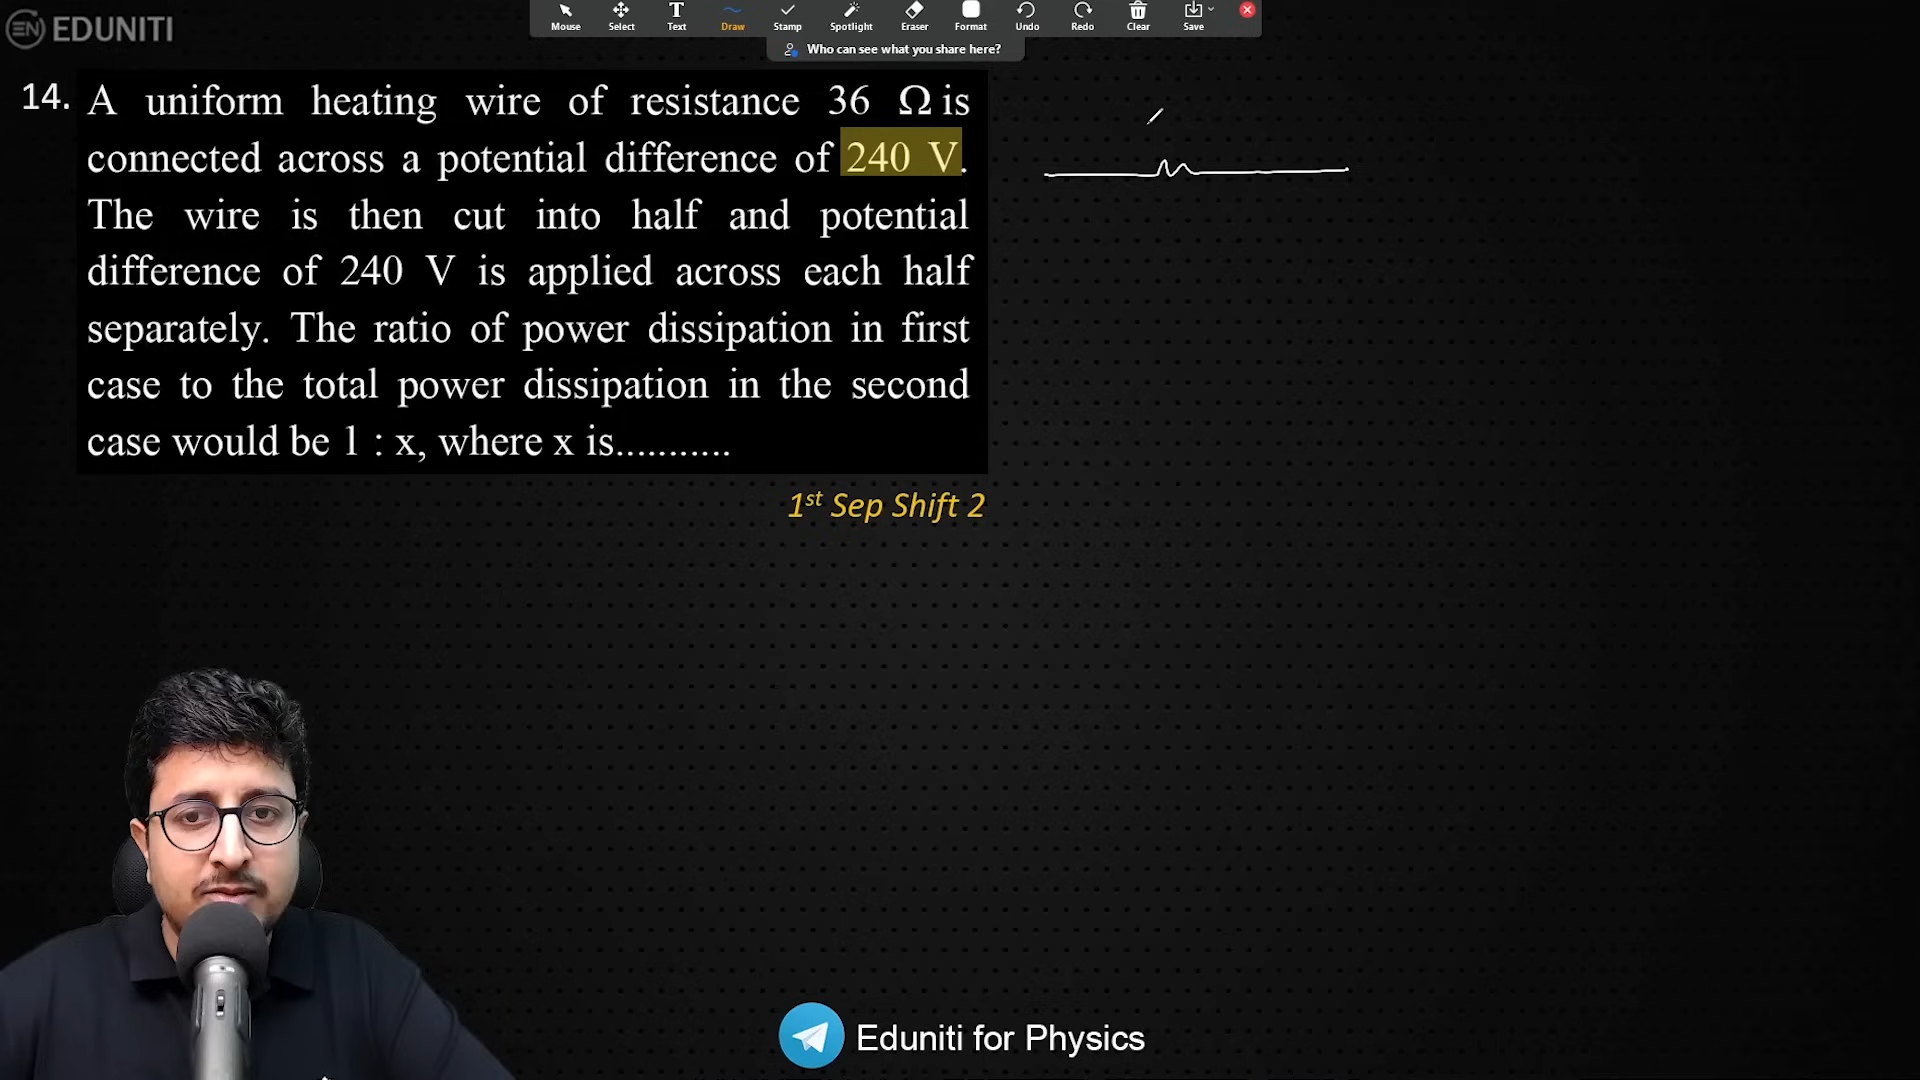 EDUNITI
Mouse Select Text Draw Stamp Spotlight Eraser Format Undo Redo Clear Save
Who can see what you share here?
14. A uniform heating wire of resistance 36 Ω is
connected across a potential difference of 240 V.
The wire is then cut into half and potential
difference of 240 V is applied across each half
separately. The ratio of power dissipation in first
case to the total power dissipation in the second
case would be 1 : x, where x is...........
1st Sep Shift 2
Eduniti for Physics